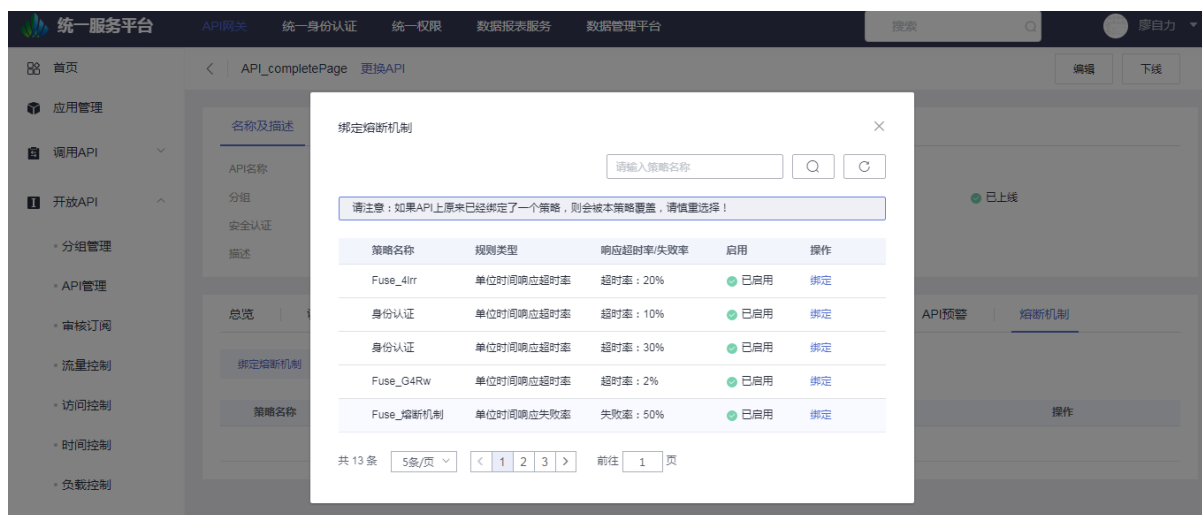 统一服务平台 API网关 统一身份认证 统一权限 数据报表服务 数据管理平台 搜索 廖自力
首页
API_completePage 更换API 编辑 下线
应用管理
调用API
开放API
分组管理
API管理
审核订阅
流量控制
访问控制
时间控制
负载控制
名称及描述
API名称
分组
安全认证
描述
已上线
总览 API预警 熔断机制
绑定熔断机制
策略名称 操作
绑定熔断机制
请输入策略名称
请注意：如果API上原来已经绑定了一个策略，则会被本策略覆盖，请慎重选择！
策略名称 规则类型 响应超时率/失败率 启用 操作
Fuse_4lrr 单位时间响应超时率 超时率：20% 已启用 绑定
身份认证 单位时间响应超时率 超时率：10% 已启用 绑定
身份认证 单位时间响应超时率 超时率：30% 已启用 绑定
Fuse_G4Rw 单位时间响应超时率 超时率：2% 已启用 绑定
Fuse_熔断机制 单位时间响应失败率 失败率：50% 已启用 绑定
共 13 条 5条/页 1 2 3 前往 1 页